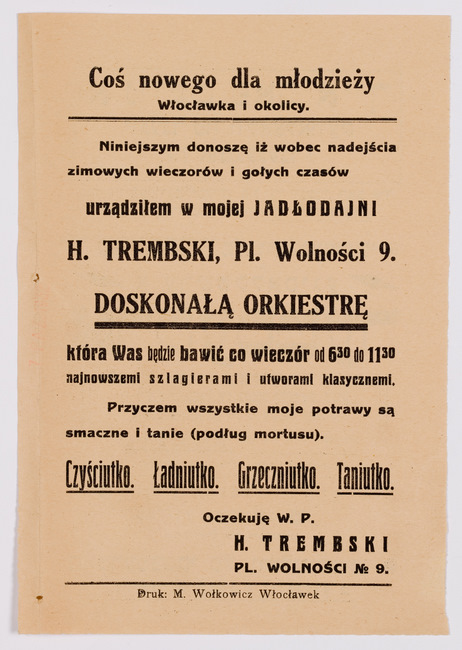 Coś nowego dla młodzieży
Włocławka i okolicy.
Niniejszym donoszę iż wobec nadejścia
zimowych wieczorów i gołych czasów
urządziłem w mojej JADŁODAJNI
H. TREMBSKI, Pl. Wolności 9.
DOSKONAŁĄ ORKIESTRĘ
która Was będzie bawić co wieczór od 6³⁰ do 11³⁰
najnowszemi szlagierami i utworami klasycznemi.
Przyczem wszystkie moje potrawy są
smaczne i tanie (podług mortusu).
Czyściutko. Ładniutko. Grzeczniutko. Taniutko.
Oczekuję W. P.
H. TREMBSKI
PL. WOLNOŚCI № 9.
Druk: M. Wołkowicz Włocławek